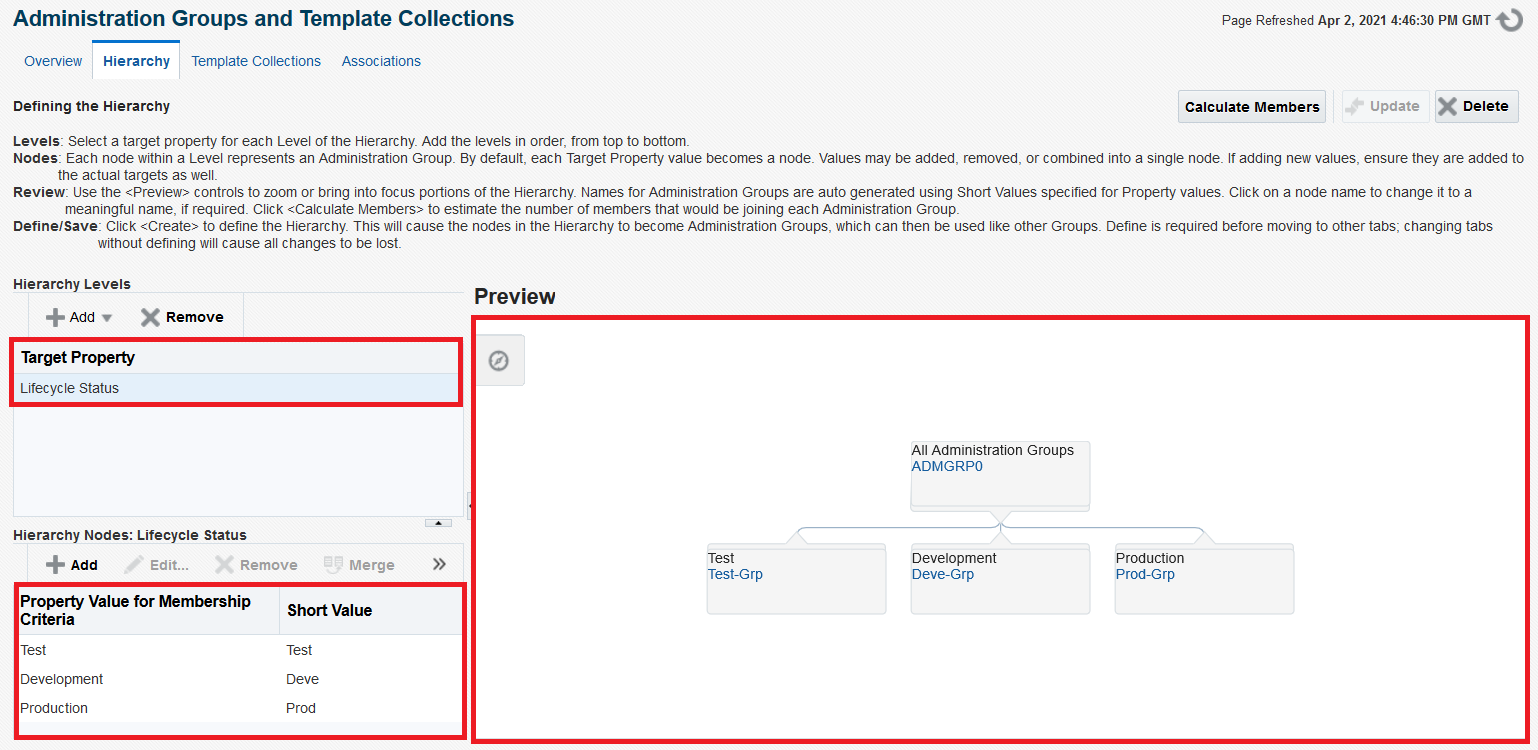 Administration Groups and Template Collections
Page Refreshed Apr 2, 2021 4:46:30 PM GMT
Overview Hierarchy Template Collections Associations
Defining the Hierarchy
Calculate Members Update Delete
Levels: Select a target property for each Level of the Hierarchy. Add the levels in order, from top to bottom.
Nodes: Each node within a Level represents an Administration Group. By default, each Target Property value becomes a node. Values may be added, removed, or combined into a single node. If adding new values, ensure they are added to
the actual targets as well.
Review: Use the <Preview> controls to zoom or bring into focus portions of the Hierarchy. Names for Administration Groups are auto generated using Short Values specified for Property values. Click on a node name to change it to a
meaningful name, if required. Click <Calculate Members> to estimate the number of members that would be joining each Administration Group.
Define/Save: Click <Create> to define the Hierarchy. This will cause the nodes in the Hierarchy to become Administration Groups, which can then be used like other Groups. Define is required before moving to other tabs; changing tabs
without defining will cause all changes to be lost.
Hierarchy Levels
Add Remove
Target Property
Lifecycle Status
Hierarchy Nodes: Lifecycle Status
Add Edit... Remove Merge »
Property Value for Membership
Criteria
Short Value
Test Test
Development Deve
Production Prod
Preview
All Administration Groups
ADMGRP0
Test
Test-Grp
Development
Deve-Grp
Production
Prod-Grp